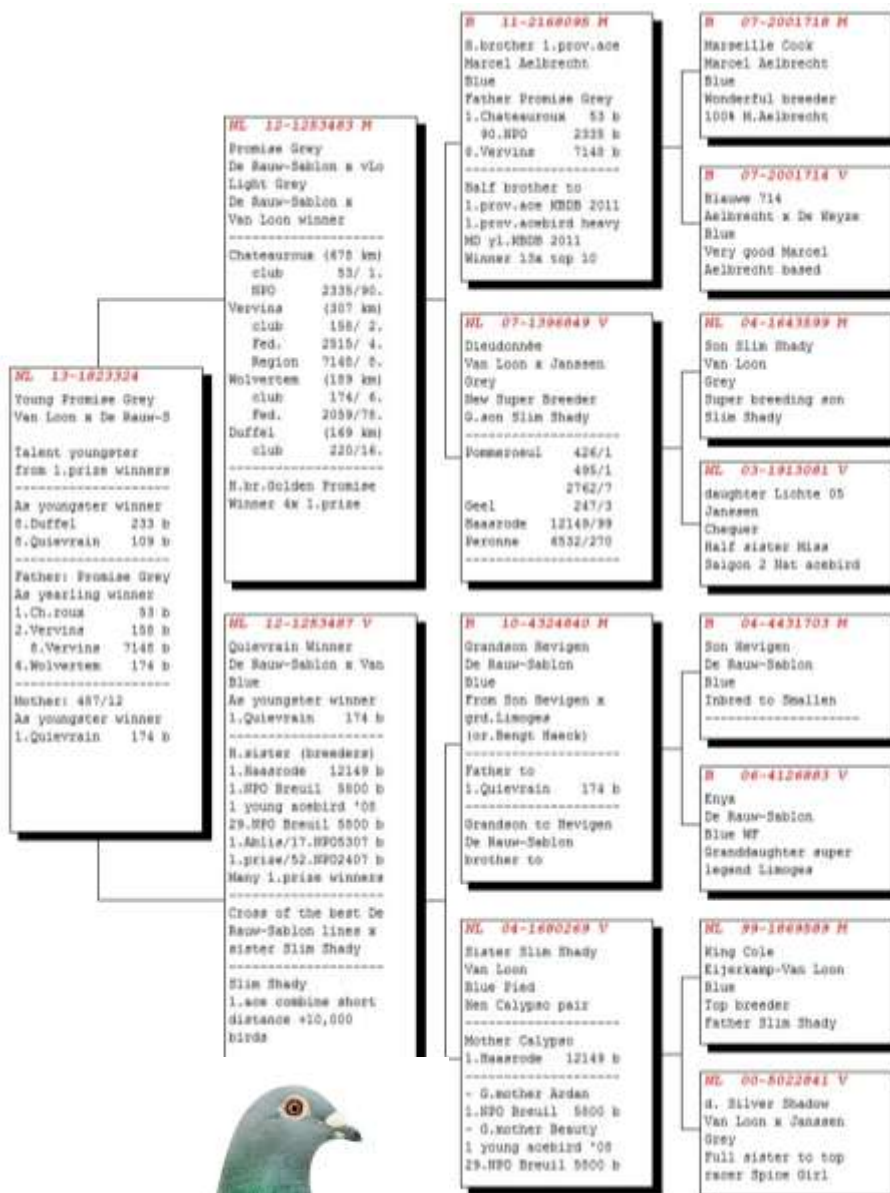 NL 13-1823324
Young Promise Grey
Van Loon x De Rauw-S
Talent youngster
from 1.prize winners
--------------------
As youngster winner
8.Duffel 233 b
8.Quievrain 109 b
--------------------
Father: Promise Grey
As yearling winner
1.Ch.roux 53 b
2.Vervins 158 b
8.Vervins 7148 b
6.Wolvertem 174 b
--------------------
Mother: 487/12
As youngster winner
1.Quievrain 174 b
NL 12-1253483 M
Promise Grey
De Rauw-Sablon x vLo
Light Grey
De Rauw-Sablon x
Van Loon winner
--------------------
Chateauroux (678 km)
club 53/ 1.
NPO 2335/90.
Vervins (307 km)
club 158/ 2.
Fed. 2515/ 4.
Region 7148/ 8.
Wolvertem (189 km)
club 174/ 6.
Fed. 2059/78.
Duffel (169 km)
club 220/16.
--------------------
H.br.Golden Promise
Winner 4x 1.prize
NL 12-1253487 V
Quievrain Winner
De Rauw-Sablon x Van
Blue
As youngster winner
1.Quievrain 174 b
--------------------
H.sister (breeders)
1.Haasrode 12149 b
1.NPO Breuil 5800 b
1 young acebird '08
29.NPO Breuil 5800 b
1.Ablis/17.NPO5307 b
1.prize/52.NPO2407 b
Many 1.prize winners
--------------------
Cross of the best De
Rauw-Sablon lines x
sister Slim Shady
--------------------
Slim Shady
1.ace combine short
distance +10,000
birds
B 11-2168095 M
H.brother 1.prov.ace
Marcel Aelbrecht
Blue
Father Promise Grey
1.Chateauroux 53 b
90.NPO 2335 b
8.Vervins 7148 b
--------------------
Half brother to
1.prov.ace KBDB 2011
1.prov.acebird heavy
MD yl.KBDB 2011
Winner 13x top 10
NL 07-1396849 V
Dieudonnée
Van Loon x Janssen
Grey
New Super Breeder
G.son Slim Shady
--------------------
Pommeroeul 426/1
495/1
2762/7
Geel 247/3
Haasrode 12149/99
Peronne 6532/270
--------------------
B 10-4324840 M
Grandson Hevigen
De Rauw-Sablon
Blue
From Son Hevigen x
grd.Limoges
(or.Bengt Haeck)
--------------------
Father to
1.Quievrain 174 b
--------------------
Grandson to Hevigen
De Rauw-Sablon
brother to
NL 04-1680269 V
Sister Slim Shady
Van Loon
Blue Pied
Hen Calypso pair
--------------------
Mother Calypso
1.Haasrode 12149 b
--------------------
- G.mother Ardan
1.NPO Breuil 5800 b
- G.mother Beauty
1 young acebird '08
29.NPO Breuil 5800 b
B 07-2001718 M
Marseille Cock
Marcel Aelbrecht
Blue
Wonderful breeder
100% M.Aelbrecht
B 07-2001714 V
Blauwe 714
Aelbrecht x De Weyze
Blue
Very good Marcel
Aelbrecht based
NL 04-1643599 M
Son Slim Shady
Van Loon
Grey
Super breeding son
Slim Shady
NL 03-1913081 V
daughter Lichte 05
Janssen
Chequer
Half sister Miss
Saigon 2 Nat acebird
B 04-4431703 M
Son Hevigen
De Rauw-Sablon
Blue
Inbred to Smallen
--------------------
B 06-4126883 V
Enya
De Rauw-Sablon
Blue WF
Granddaughter super
legend Limoges
NL 99-1869589 M
King Cole
Eijerkamp-Van Loon
Blue
Top breeder
Father Slim Shady
NL 00-5022841 V
d. Silver Shadow
Van Loon x Janssen
Grey
Full sister to top
racer Spice Girl